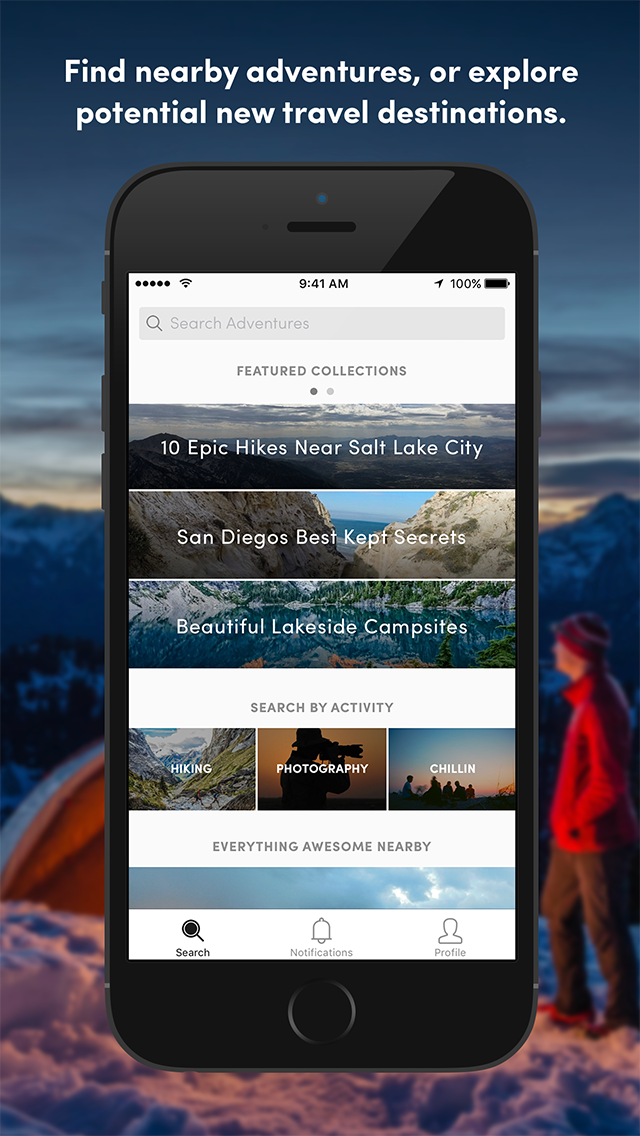 Find nearby adventures, or explore
potential new travel destinations.
9:41 AM
100%
Search Adventures
FEATURED COLLECTIONS
10 Epic Hikes Near Salt Lake City
San Diegos Best Kept Secrets
Beautiful Lakeside Campsites
SEARCH BY ACTIVITY
HIKING
PHOTOGRAPHY
CHILLIN
EVERYTHING AWESOME NEARBY
Search
Notifications
Profile